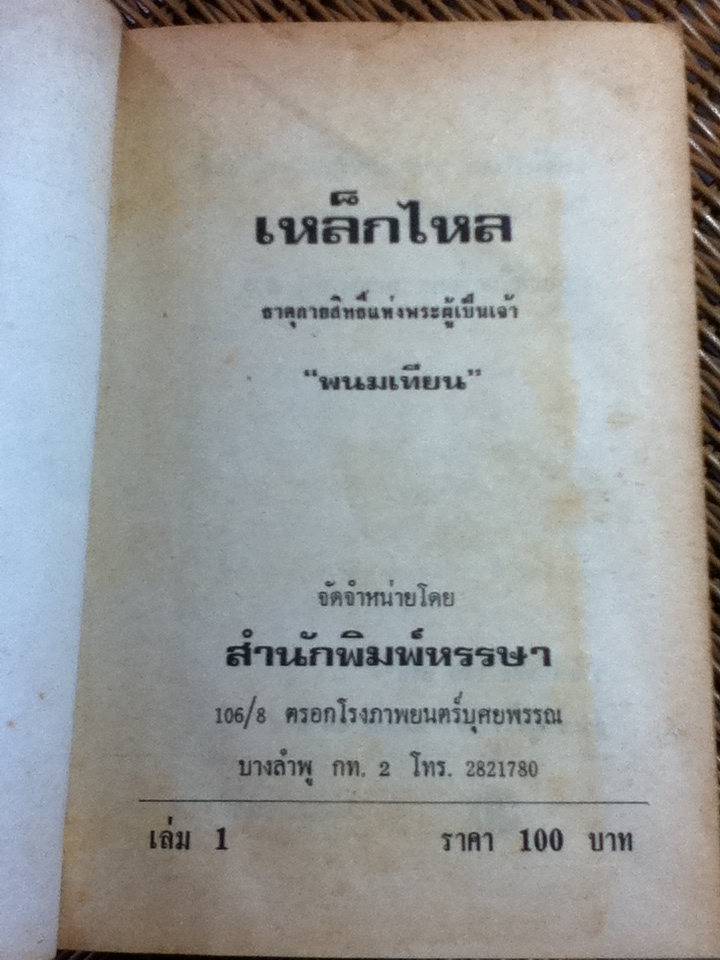 เหล็กไหล
ธาตุกายสิทธิ์แห่งพระผู้เป็นเจ้า
"พนมเทียน"
จัดจำหน่ายโดย
สำนักพิมพ์หรรษา
106/8 ตรอกโรงภาพยนตร์บุศยพรรณ
บางลำพู กท. 2 โทร. 2821780
เล่ม 1 ราคา 100 บาท